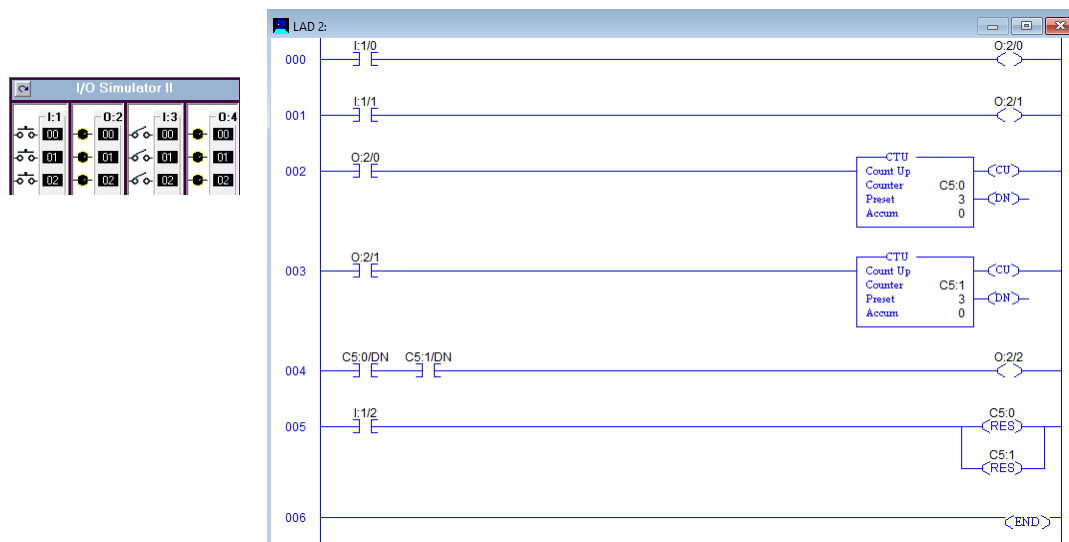 I/O Simulator II
I:1 O:2 I:3 O:4
00 00 00 00
01 01 01 01
02 02 02 02
LAD 2:
000 I:1/0 O:2/0
001 I:1/1 O:2/1
002 O:2/0
CTU
Count Up
Counter C5:0
Preset 3
Accum 0
CU
DN
003 O:2/1
CTU
Count Up
Counter C5:1
Preset 3
Accum 0
CU
DN
004 C5:0/DN C5:1/DN O:2/2
005 I:1/2 C5:0
RES
C5:1
RES
006 END